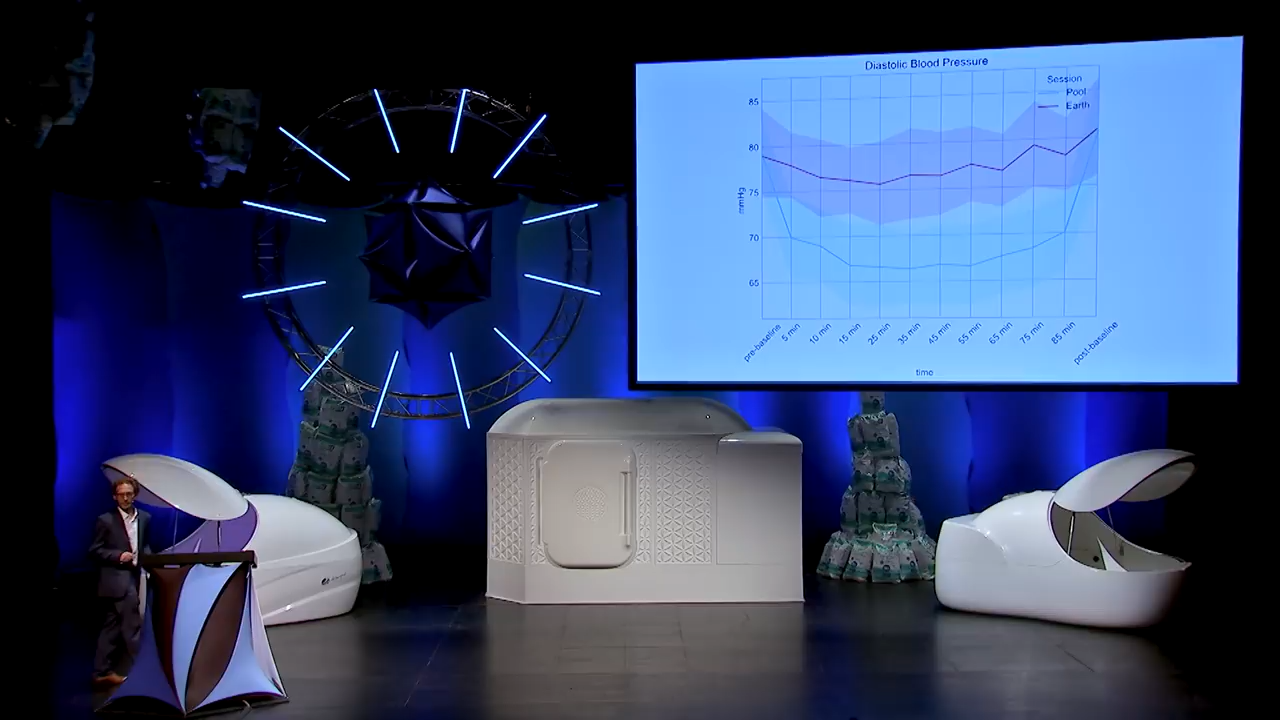 Diastolic Blood Pressure
Session
Pool
Earth
85
80
75
70
65
mmHg
pre-baseline
5 min
10 min
15 min
25 min
35 min
45 min
55 min
65 min
75 min
85 min
post-baseline
time